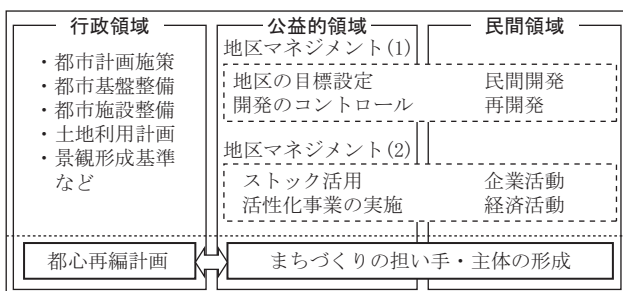 行政領域
・都市計画施策
・都市基盤整備
・都市施設整備
・土地利用計画
・景観形成基準
など
公益的領域
民間領域
地区マネジメント(1)
地区の目標設定 民間開発
開発のコントロール 再開発
地区マネジメント(2)
ストック活用 企業活動
活性化事業の実施 経済活動
都心再編計画
まちづくりの担い手・主体の形成